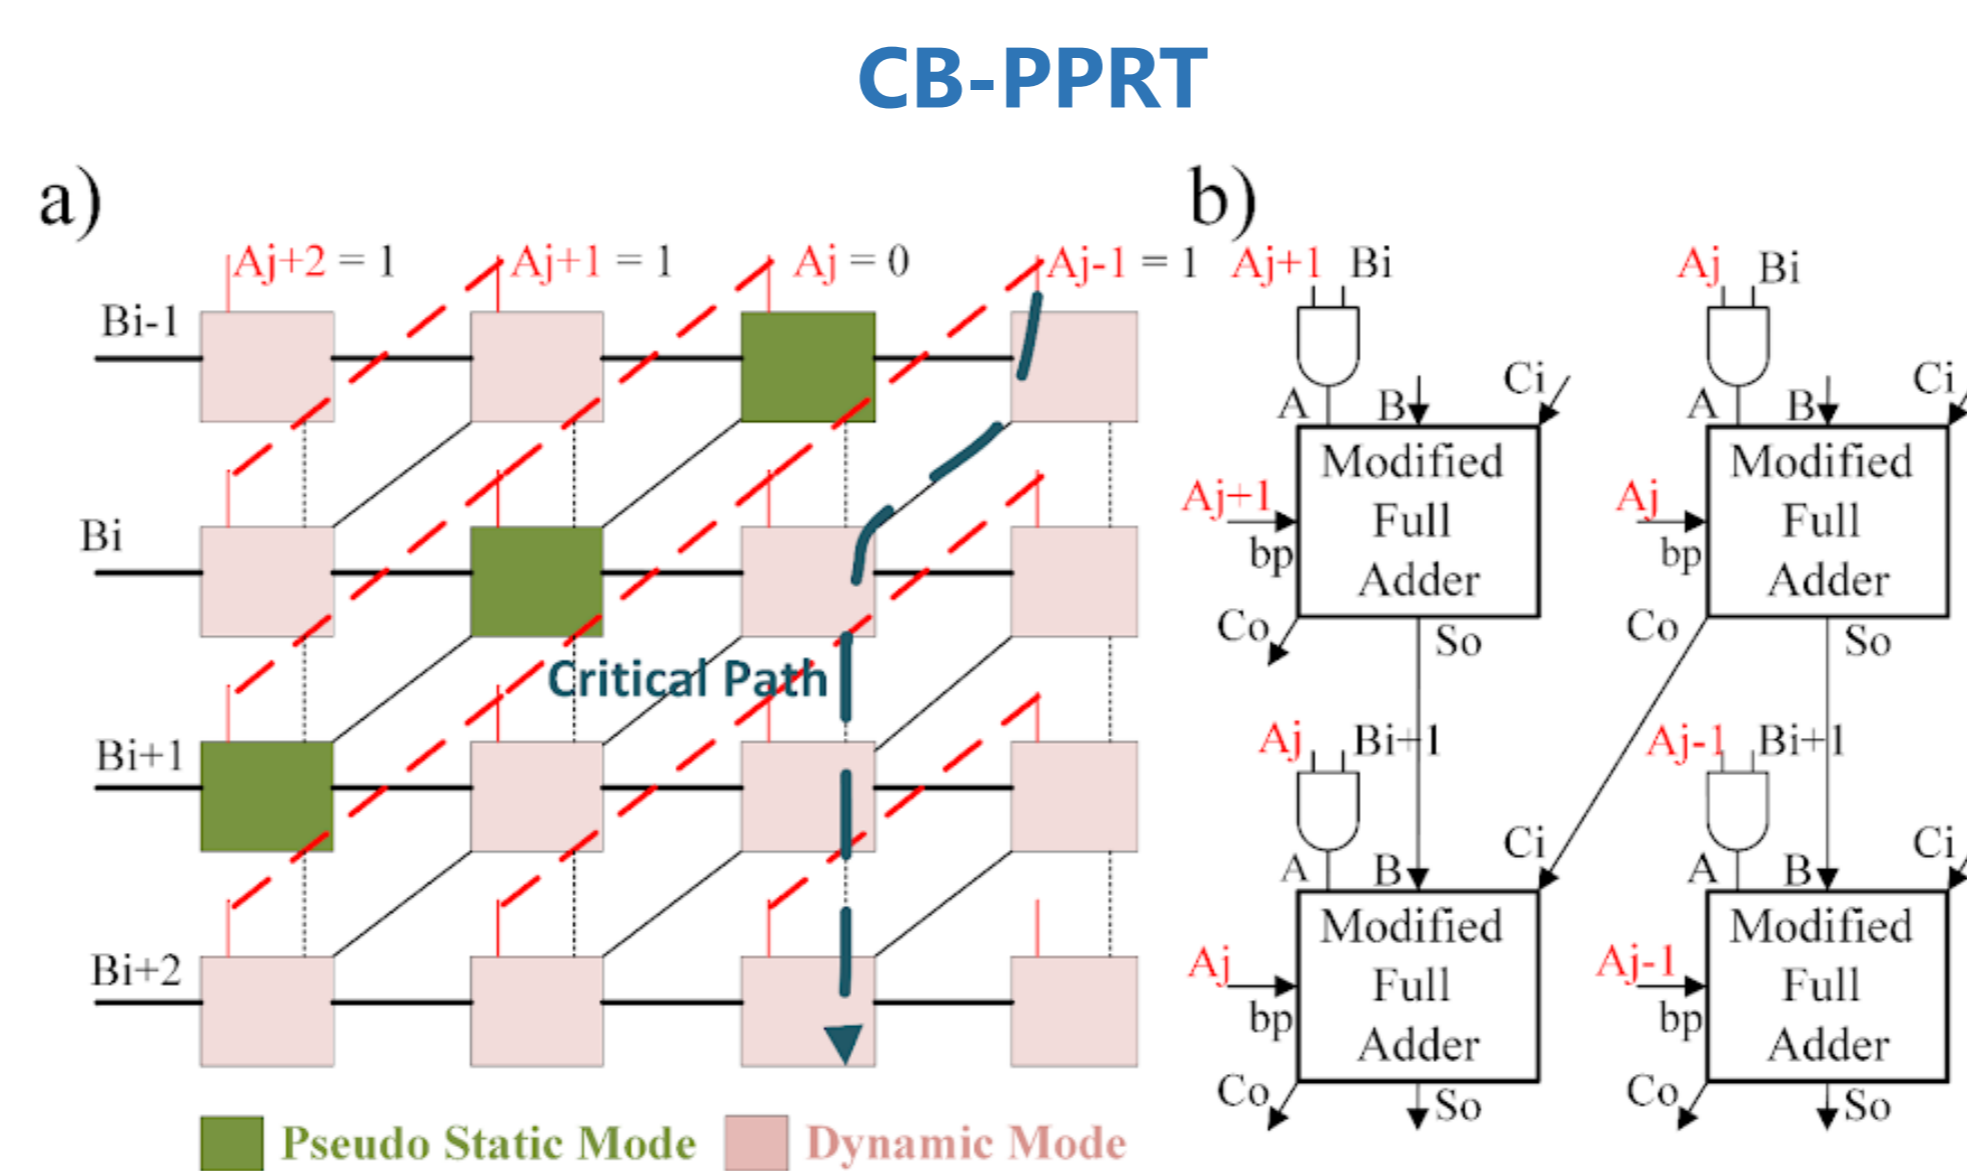 CB-PPRT
a)
Aj+2 = 1
Aj+1 = 1
Aj = 0
Aj-1 = 1
Bi-1
Bi
Critical Path
Bi+1
Bi+2
Pseudo Static Mode
Dynamic Mode
b)
Aj+1 Bi
Aj Bi
Ci
Ci
A B
A B
Modified
Full
Adder
Modified
Full
Adder
Aj+1
bp
Aj
bp
Co
So
Co
So
Aj Bi+1
Aj-1 Bi+1
Ci
Ci
A B
A B
Modified
Full
Adder
Modified
Full
Adder
Aj
bp
Aj-1
bp
Co
So
Co
So